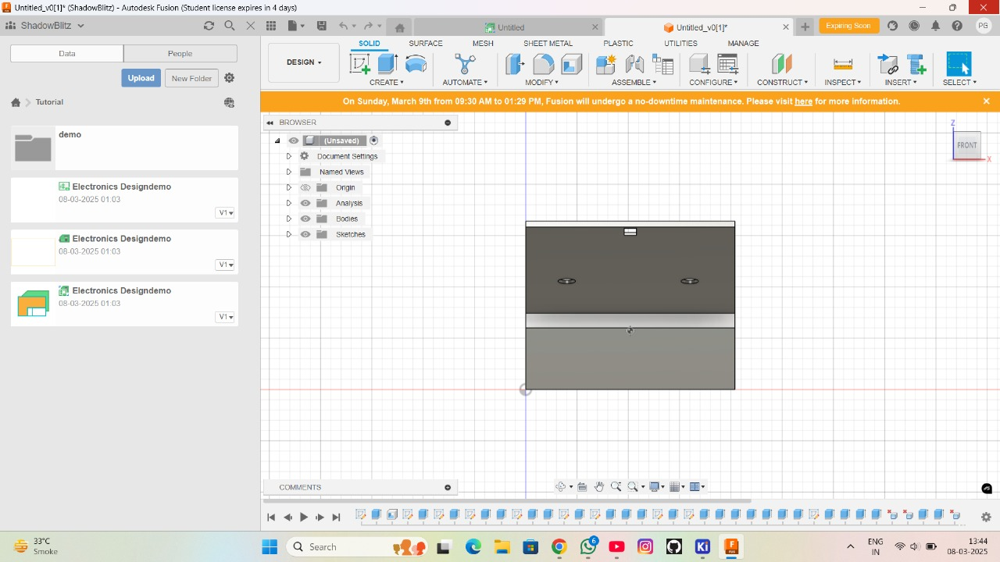 Untitled_v0[1]* (ShadowBlitz) - Autodesk Fusion (Student license expires in 4 days)
ShadowBlitz
Untitled
Untitled_v0[1]*
Expiring Soon
PG
Data
People
Upload
New Folder
Tutorial
demo
Electronics Designdemo
08-03-2025 01:03
V1
Electronics Designdemo
08-03-2025 01:03
V1
Electronics Designdemo
08-03-2025 01:03
V1
DESIGN
SOLID
SURFACE
MESH
SHEET METAL
PLASTIC
UTILITIES
MANAGE
CREATE
AUTOMATE
MODIFY
ASSEMBLE
CONFIGURE
CONSTRUCT
INSPECT
INSERT
SELECT
On Sunday, March 9th from 09:30 AM to 01:29 PM, Fusion will undergo a no-downtime maintenance. Please visit here for more information.
BROWSER
(Unsaved)
Document Settings
Named Views
Origin
Analysis
Bodies
Sketches
Z
FRONT
X
COMMENTS
33°C
Smoke
Search
6
Ki
F
FUS
ENG
IN
13:44
08-03-2025